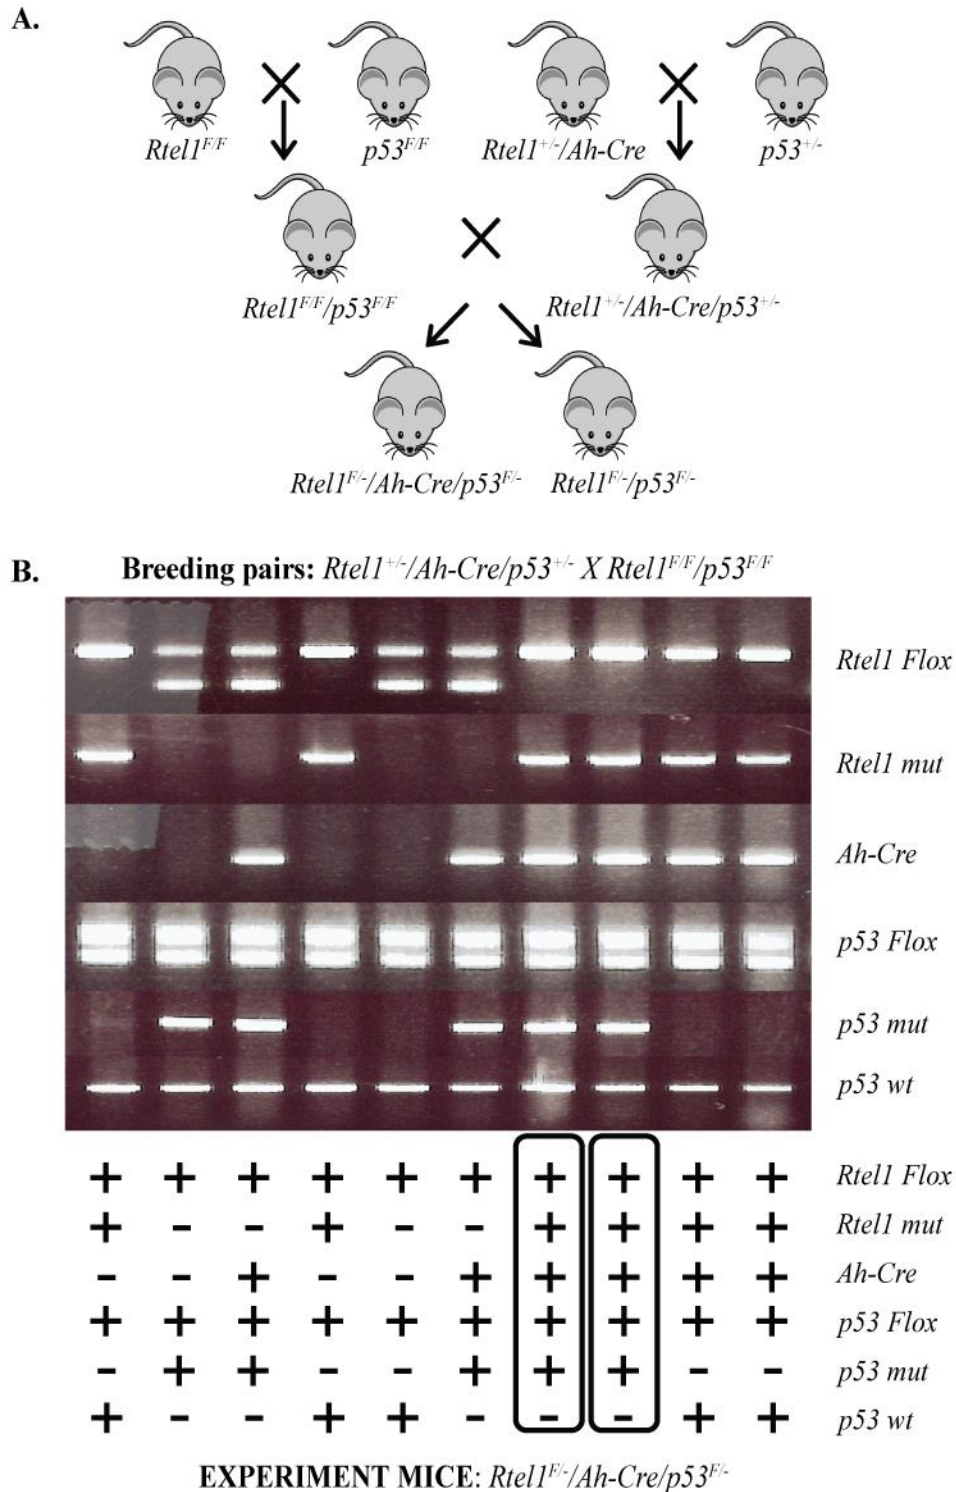 A.
Rtel1F/F p53F/F Rtel1+/-/Ah-Cre p53+/-
Rtel1F/F/p53F/F Rtel1+/-/Ah-Cre/p53+/-
Rtel1F/-/Ah-Cre/p53F/- Rtel1F/-/p53F/-
B. Breeding pairs: Rtel1+/-/Ah-Cre/p53+/- X Rtel1F/F/p53F/F
Rtel1 Flox
Rtel1 mut
Ah-Cre
p53 Flox
p53 mut
p53 wt
+ + + + + + + + + + Rtel1 Flox
+ - - + - - + + + + Rtel1 mut
- - + - - + + + + + Ah-Cre
+ + + + + + + + + + p53 Flox
- + + - - + + + - - p53 mut
+ - - + + - - - + + p53 wt
EXPERIMENT MICE: Rtel1F/-/Ah-Cre/p53F/-